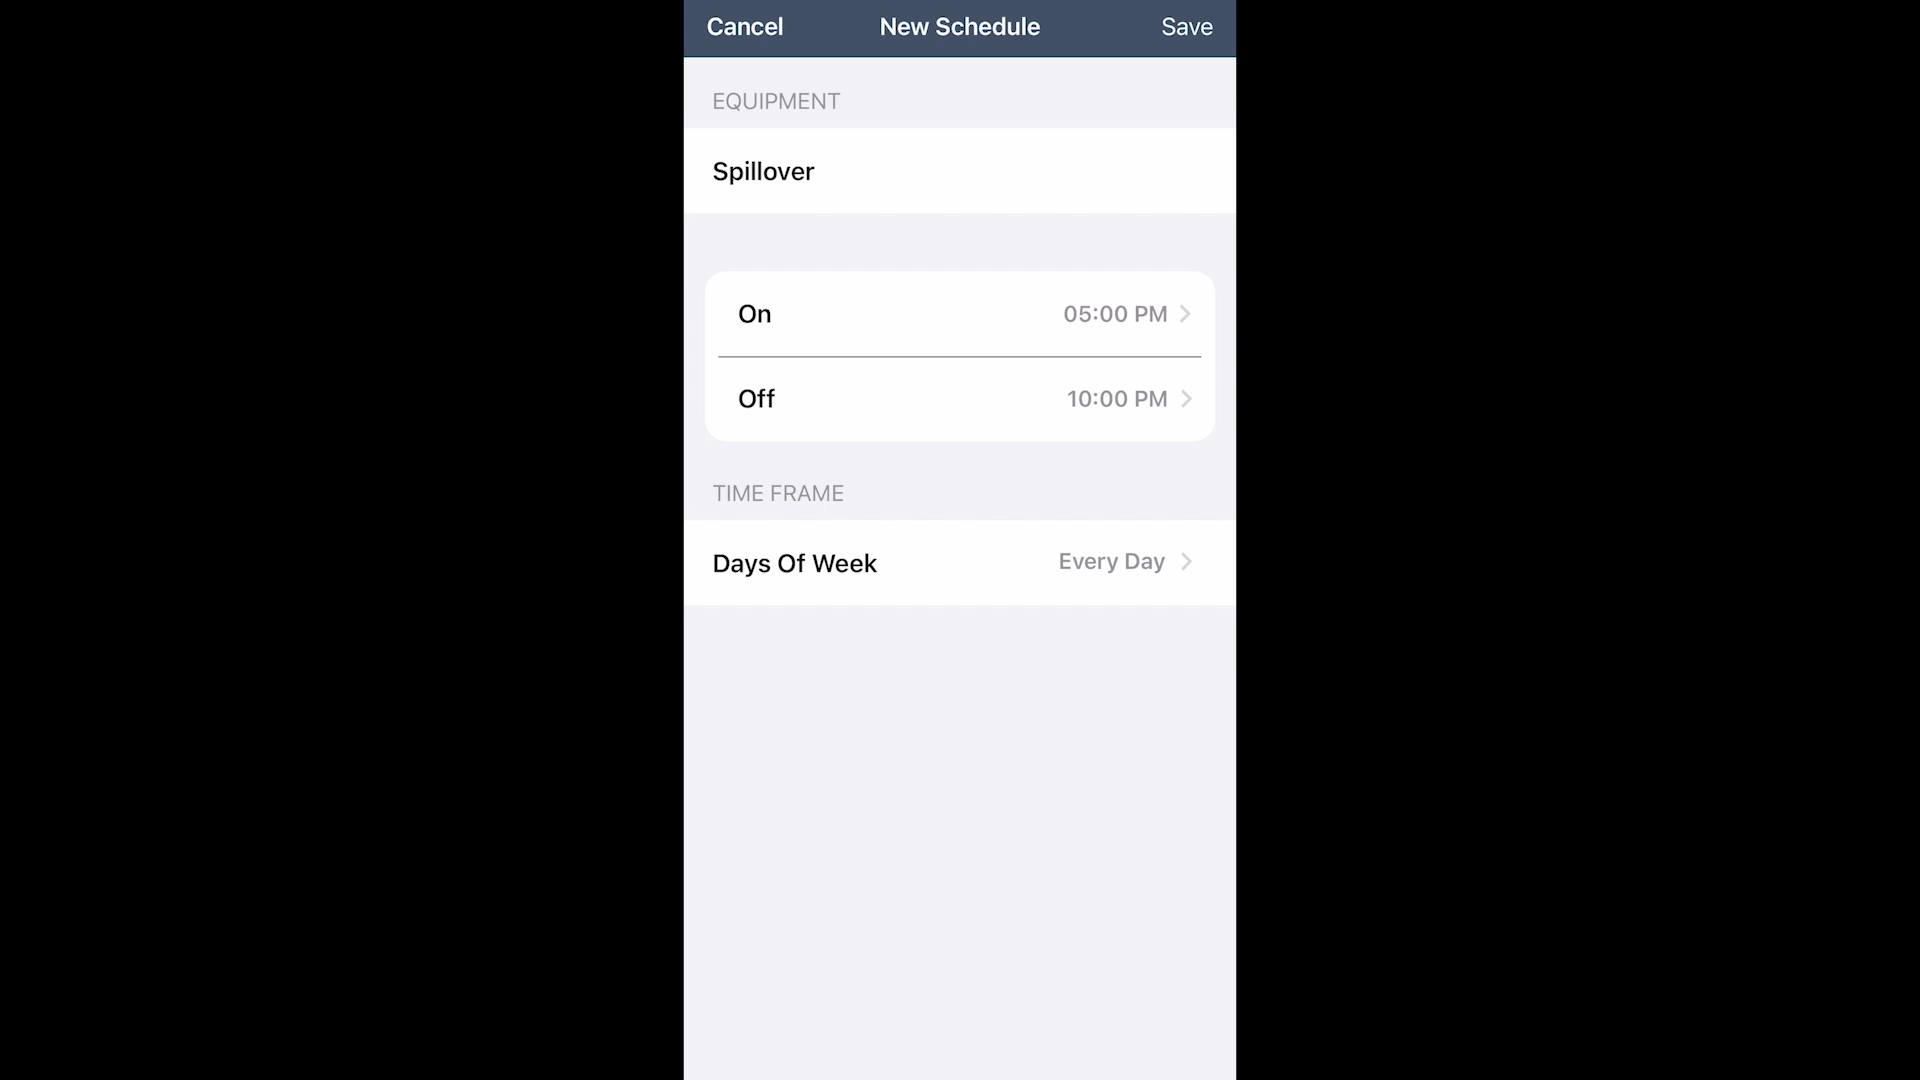 Cancel New Schedule Save
EQUIPMENT
Spillover
On 05:00 PM
Off 10:00 PM
TIME FRAME
Days Of Week Every Day